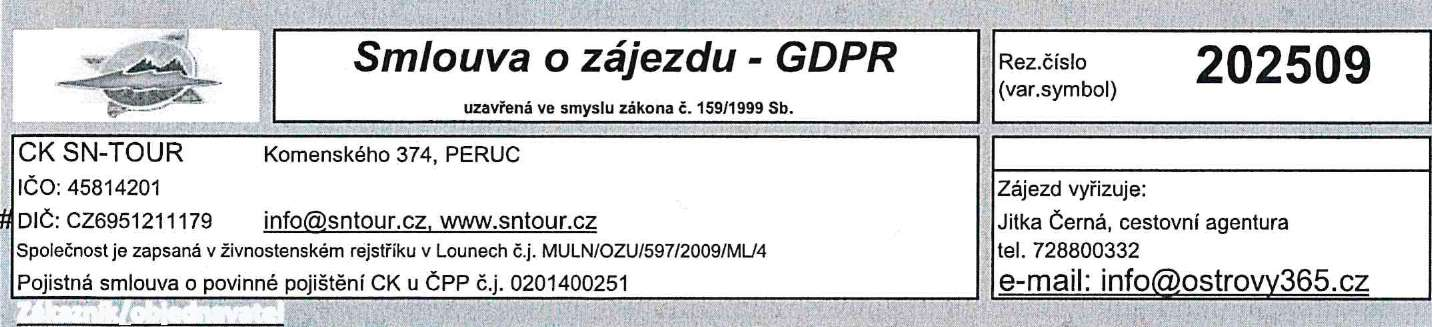 Smlouva o zájezdu - GDPR
uzavřená ve smyslu zákona č. 159/1999 Sb.
Rez.číslo 202509
(var.symbol)
CK SN-TOUR Komenského 374, PERUC
IČO: 45814201
# DIČ: CZ6951211179 info@sntour.cz, www.sntour.cz
Společnost je zapsaná v živnostenském rejstříku v Lounech č.j. MULN/OZU/597/2009/ML/4
Pojistná smlouva o povinné pojištění CK u ČPP č.j. 0201400251
Zájezd vyřizuje:
Jitka Černá, cestovní agentura
tel. 728800332
e-mail: info@ostrovy365.cz
Zákazník/objednavatel